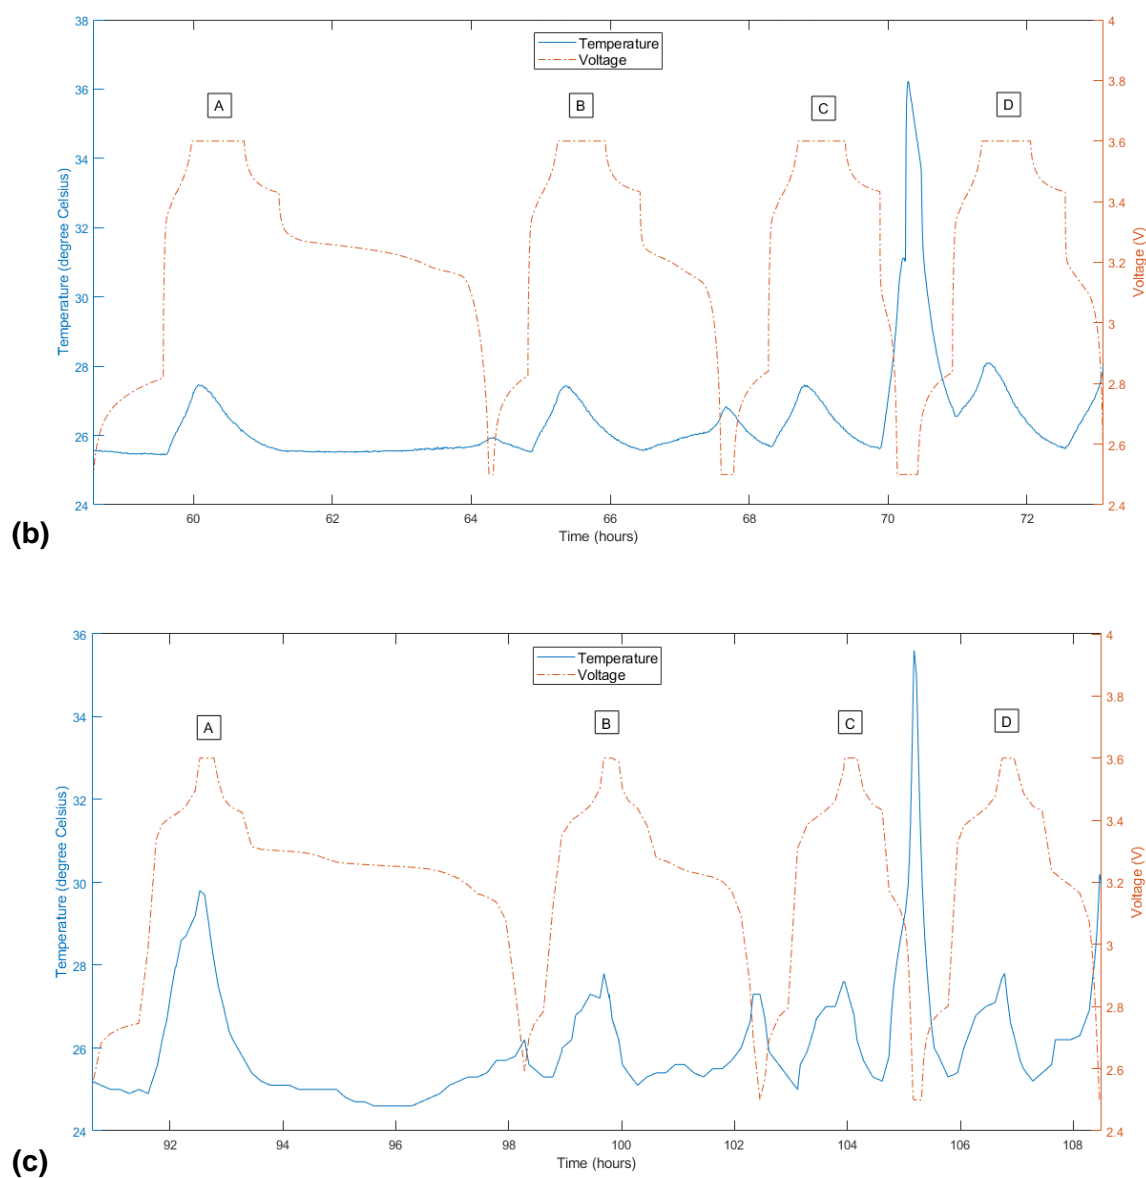 38
36
34
32
30
28
26
24
Temperature (degree Celsius)
Temperature
Voltage
A
B
C
D
4
3.8
3.6
3.4
3.2
3
2.8
2.6
2.4
Voltage (V)
60
62
64
66
68
70
72
Time (hours)
(b)
36
34
32
30
28
26
24
Temperature (degree Celsius)
Temperature
Voltage
A
B
C
D
4
3.8
3.6
3.4
3.2
3
2.8
2.6
2.4
Voltage (V)
92
94
96
98
100
102
104
106
108
Time (hours)
(c)